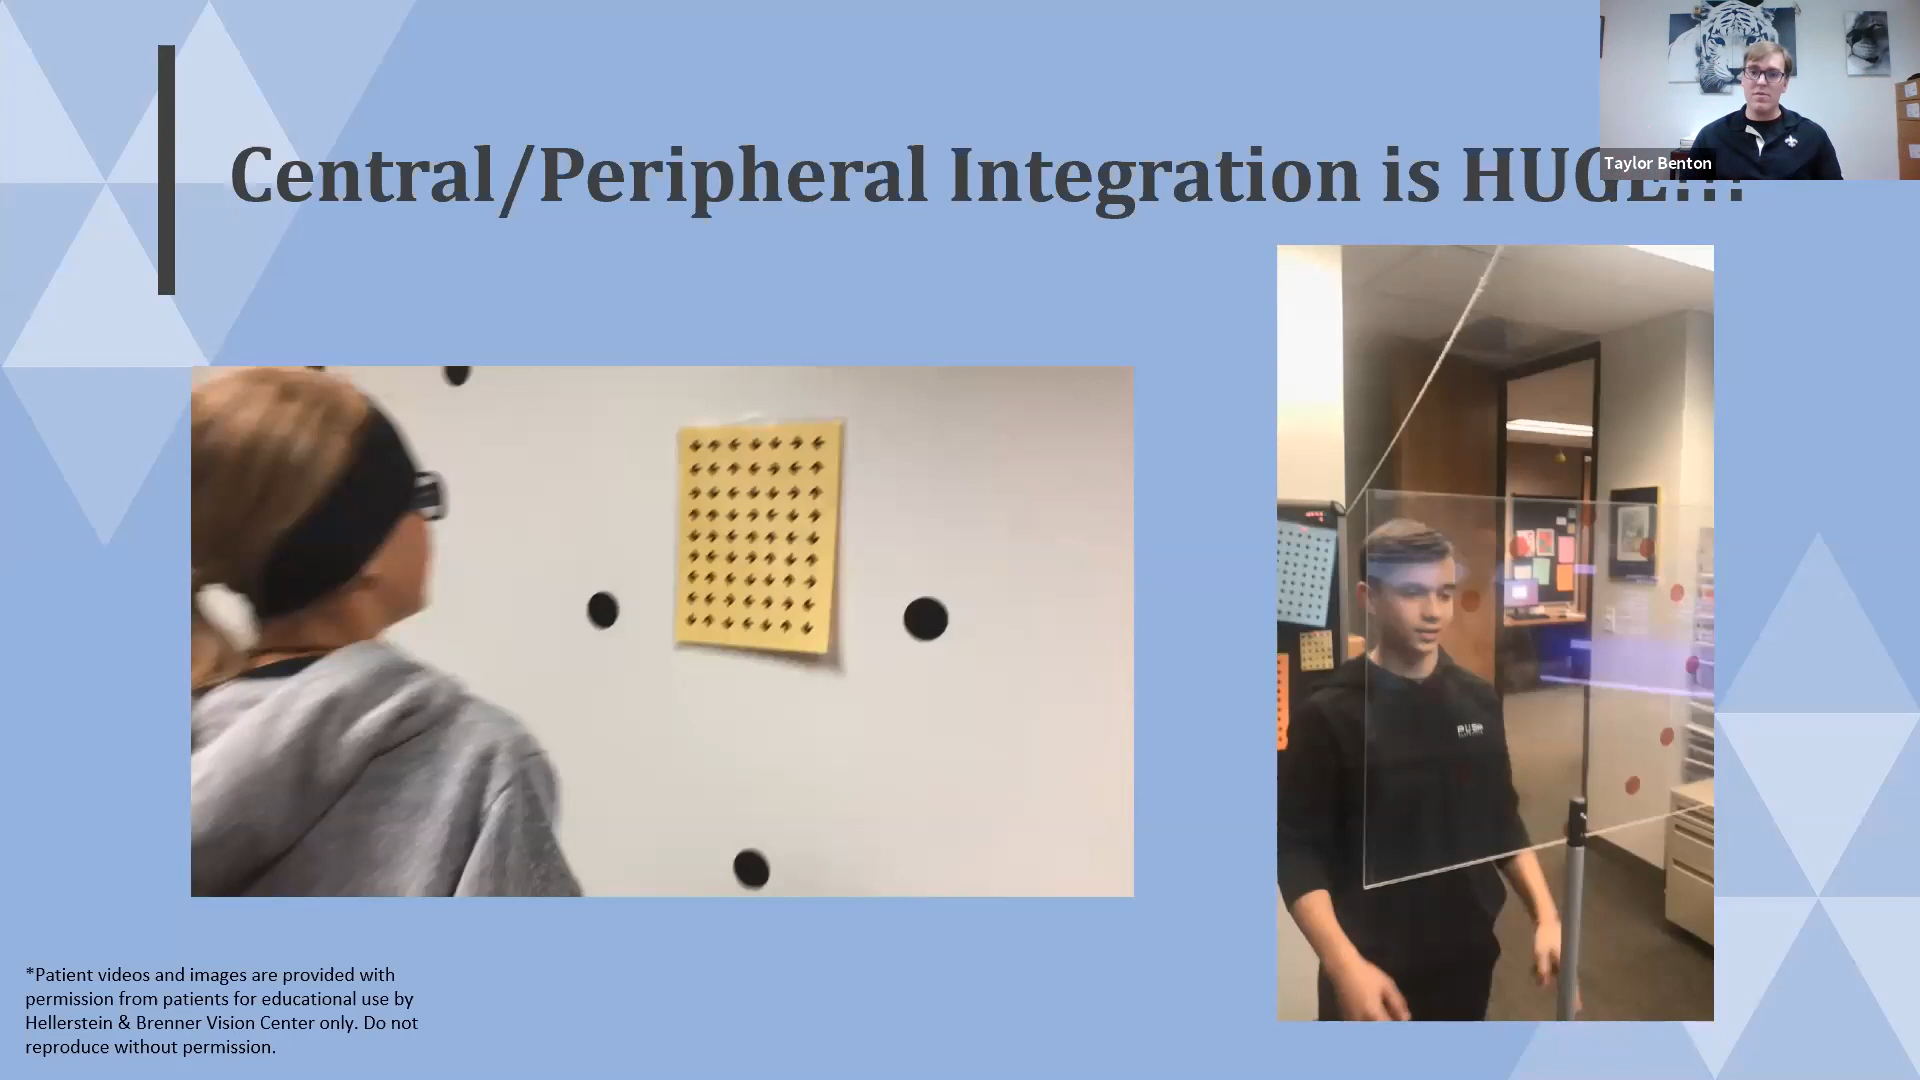 Central/Peripheral Integration is HUGE!!!
Taylor Benton
PUSH
*Patient videos and images are provided with
permission from patients for educational use by
Hellerstein & Brenner Vision Center only. Do not
reproduce without permission.